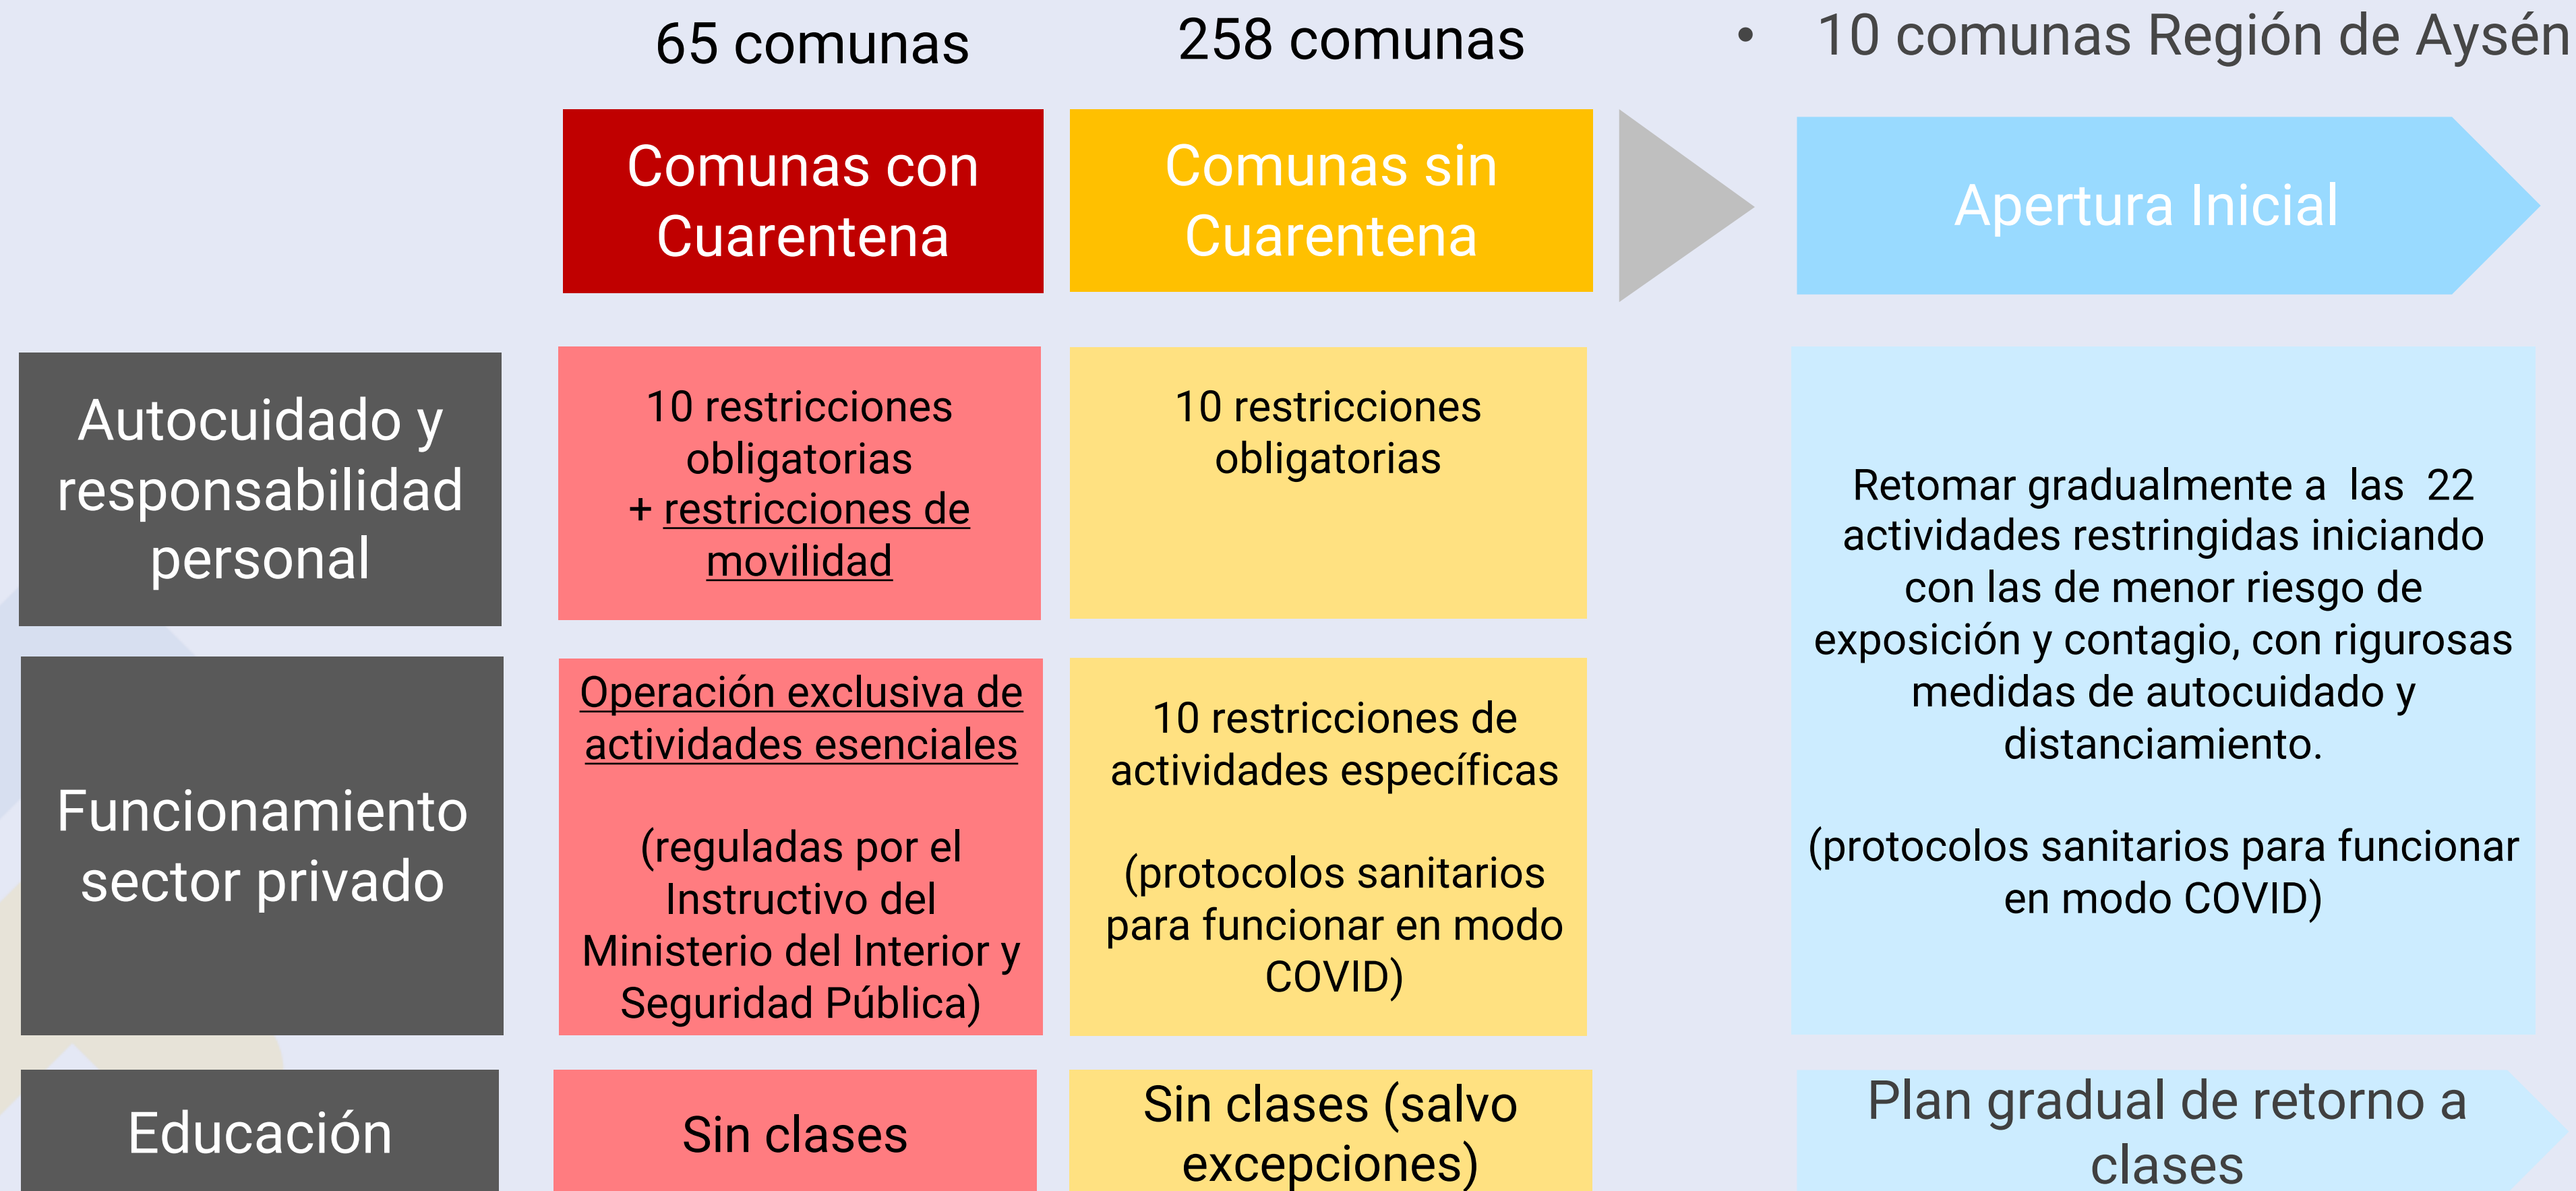 65 comunas
258 comunas
• 10 comunas Región de Aysén
Comunas con
Cuarentena
Comunas sin
Cuarentena
Apertura Inicial
Autocuidado y
responsabilidad
personal
10 restricciones
obligatorias
+ restricciones de
movilidad
10 restricciones
obligatorias
Retomar gradualmente a las 22
actividades restringidas iniciando
con las de menor riesgo de
exposición y contagio, con rigurosas
medidas de autocuidado y
distanciamiento.
(protocolos sanitarios para funcionar
en modo COVID)
Funcionamiento
sector privado
Operación exclusiva de
actividades esenciales
(reguladas por el
Instructivo del
Ministerio del Interior y
Seguridad Pública)
10 restricciones de
actividades específicas
(protocolos sanitarios
para funcionar en modo
COVID)
Educación
Sin clases
Sin clases (salvo
excepciones)
Plan gradual de retorno a
clases